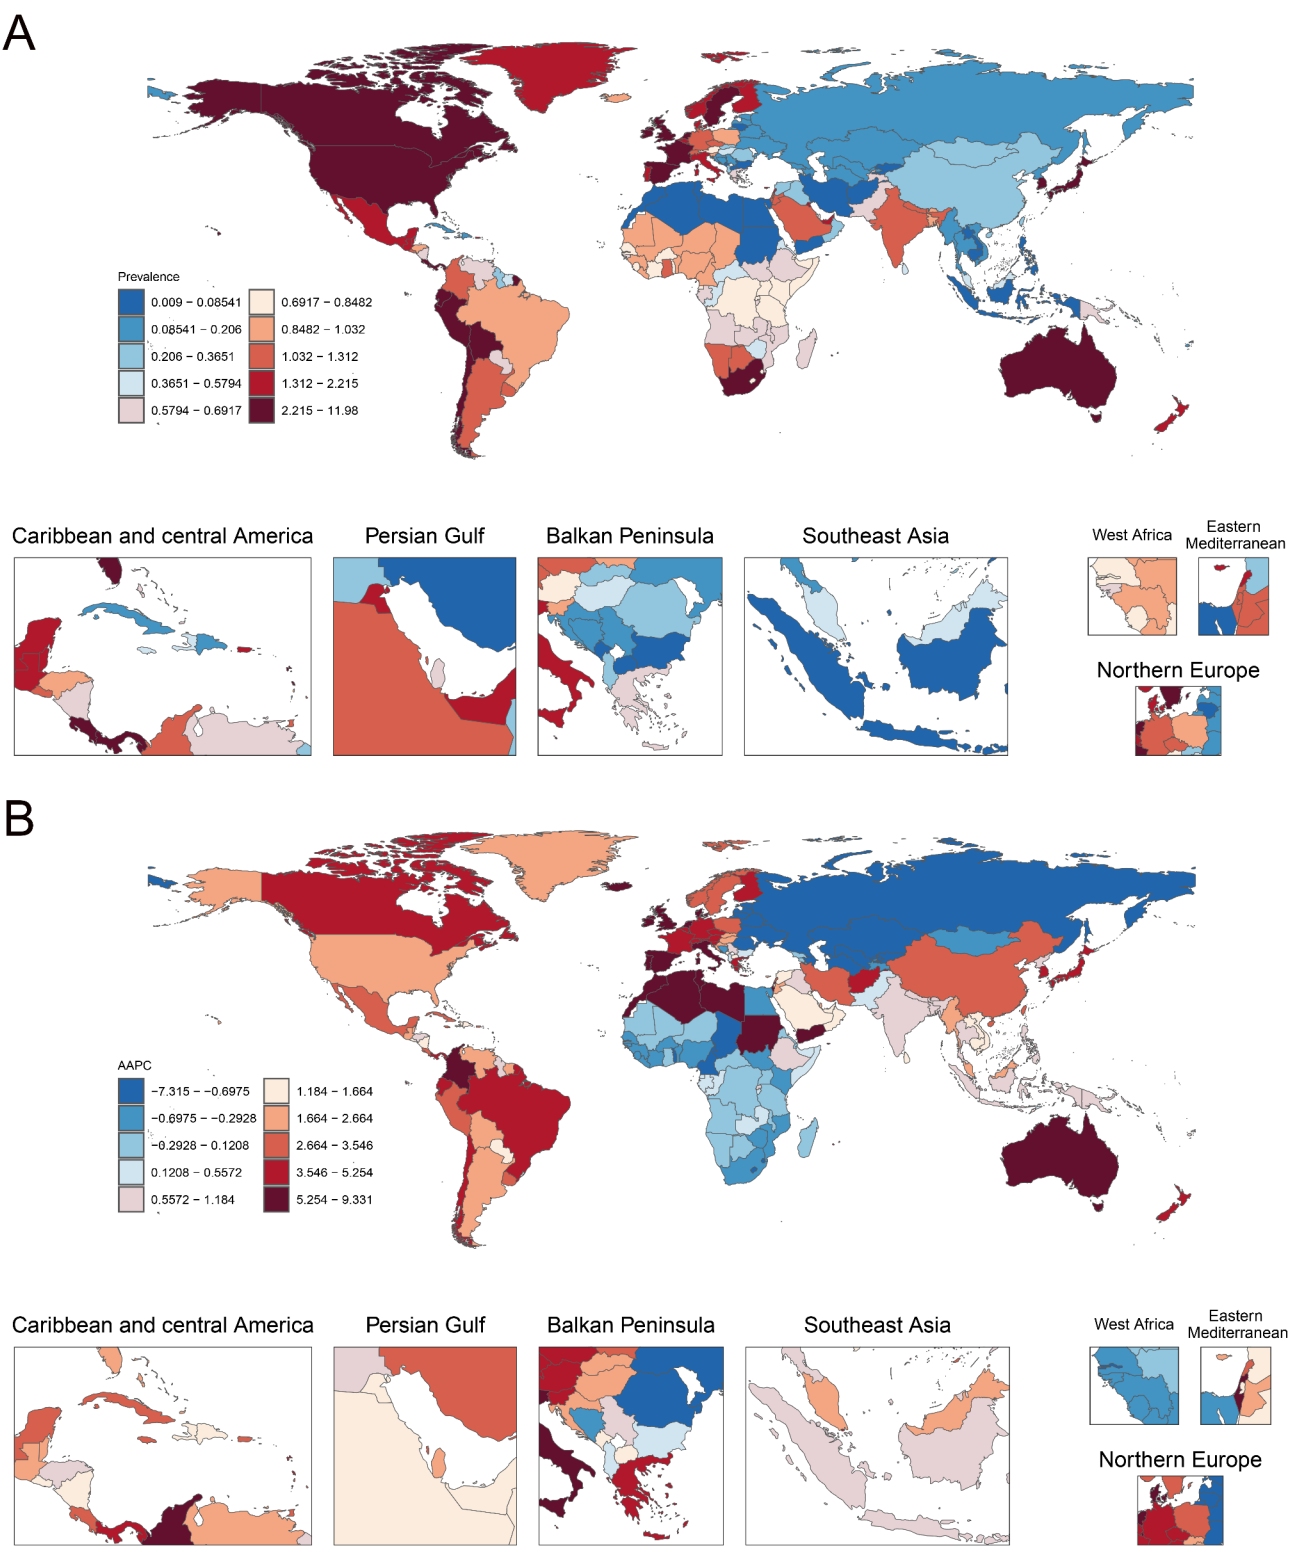 A
Prevalence
0.009 − 0.08541
0.6917 − 0.8482
0.08541 − 0.206
0.8482 − 1.032
0.206 − 0.3651
1.032 − 1.312
0.3651 − 0.5794
1.312 − 2.215
0.5794 − 0.6917
2.215 − 11.98
Caribbean and central America
Persian Gulf
Balkan Peninsula
Southeast Asia
West Africa
Eastern
Mediterranean
Northern Europe
B
AAPC
−7.315 − −0.6975
1.184 − 1.664
−0.6975 − −0.2928
1.664 − 2.664
−0.2928 − 0.1208
2.664 − 3.546
0.1208 − 0.5572
3.546 − 5.254
0.5572 − 1.184
5.254 − 9.331
Caribbean and central America
Persian Gulf
Balkan Peninsula
Southeast Asia
West Africa
Eastern
Mediterranean
Northern Europe